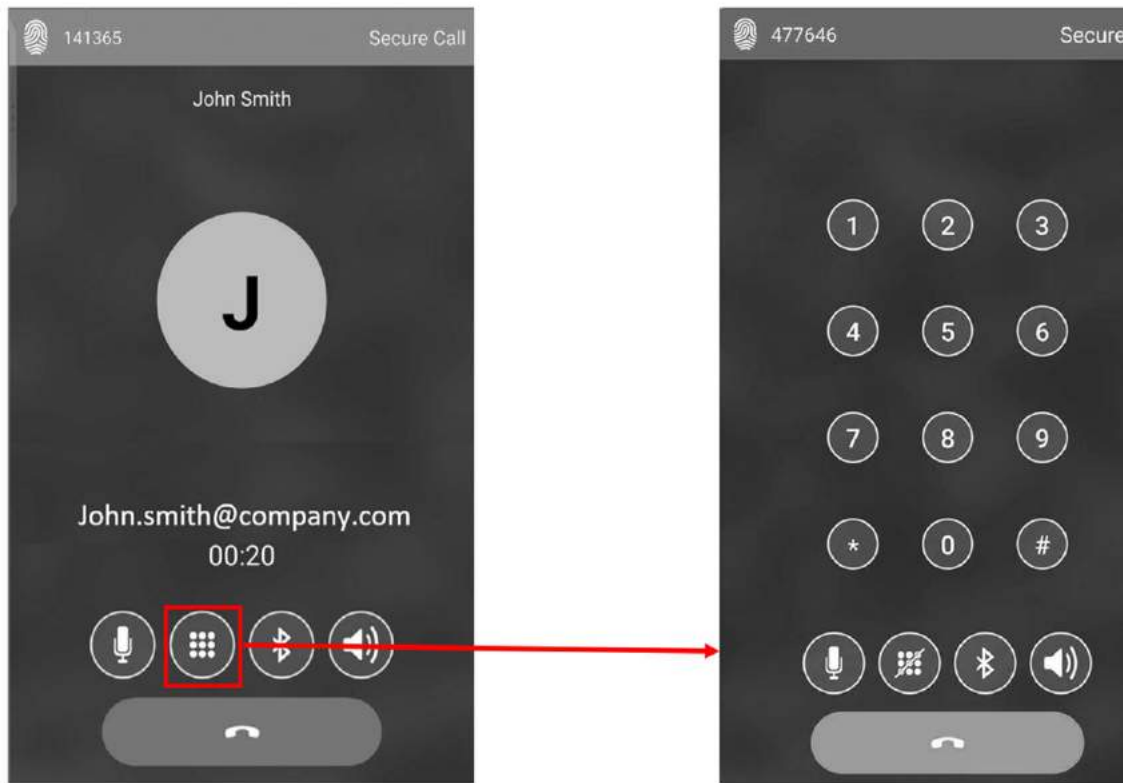 141365 Secure Call
John Smith
J
John.smith@company.com
00:20
477646 Secure
1 2 3
4 5 6
7 8 9
* 0 #